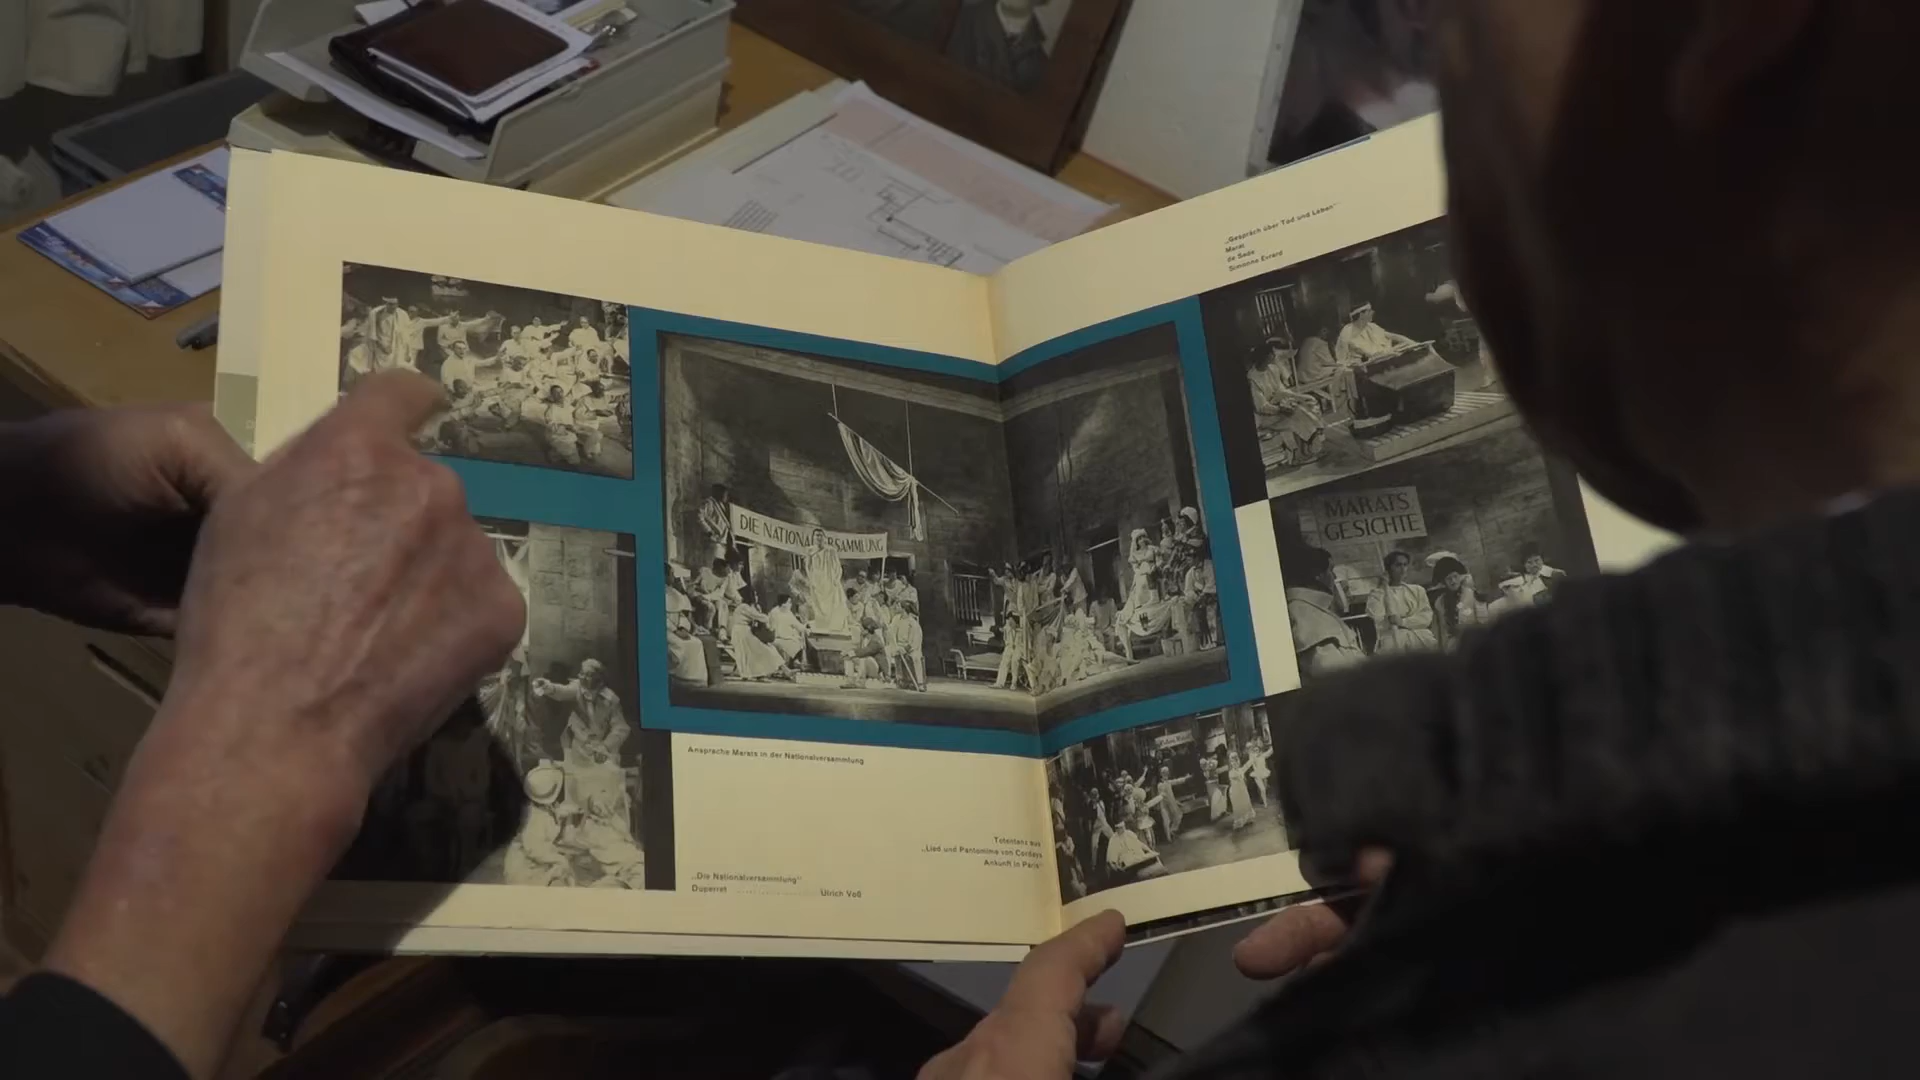 „Gespräch über Tod und Leben“
Marat
de Sade
Simonne Evrard
DIE NATIONALVERSAMMLUNG
MARATS
GESICHTE
Ansprache Marats in der Nationalversammlung
Totentanz aus
„Lied und Pantomime von Cordays
Ankunft in Paris“
„Die Nationalversammlung“
Duperret .................. Ulrich Voß